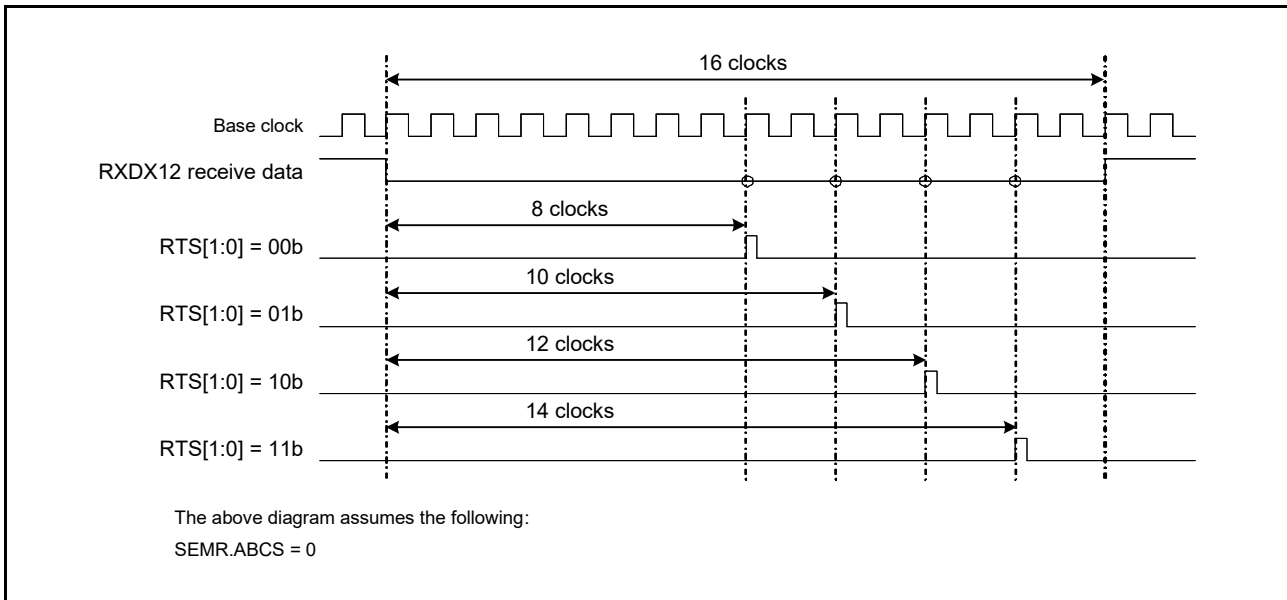 16 clocks
Base clock
RXDX12 receive data
8 clocks
RTS[1:0] = 00b
10 clocks
RTS[1:0] = 01b
12 clocks
RTS[1:0] = 10b
14 clocks
RTS[1:0] = 11b
The above diagram assumes the following:
SEMR.ABCS = 0